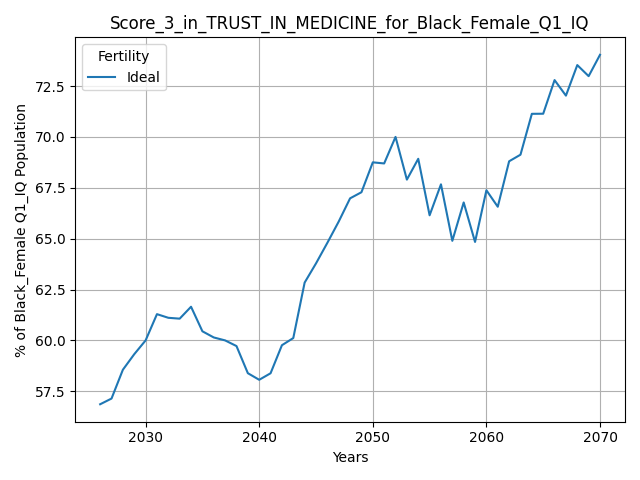 Score_3_in_TRUST_IN_MEDICINE_for_Black_Female_Q1_IQ
Fertility
Ideal
% of Black_Female Q1_IQ Population
72.5
70.0
67.5
65.0
62.5
60.0
57.5
2030 2040 2050 2060 2070
Years